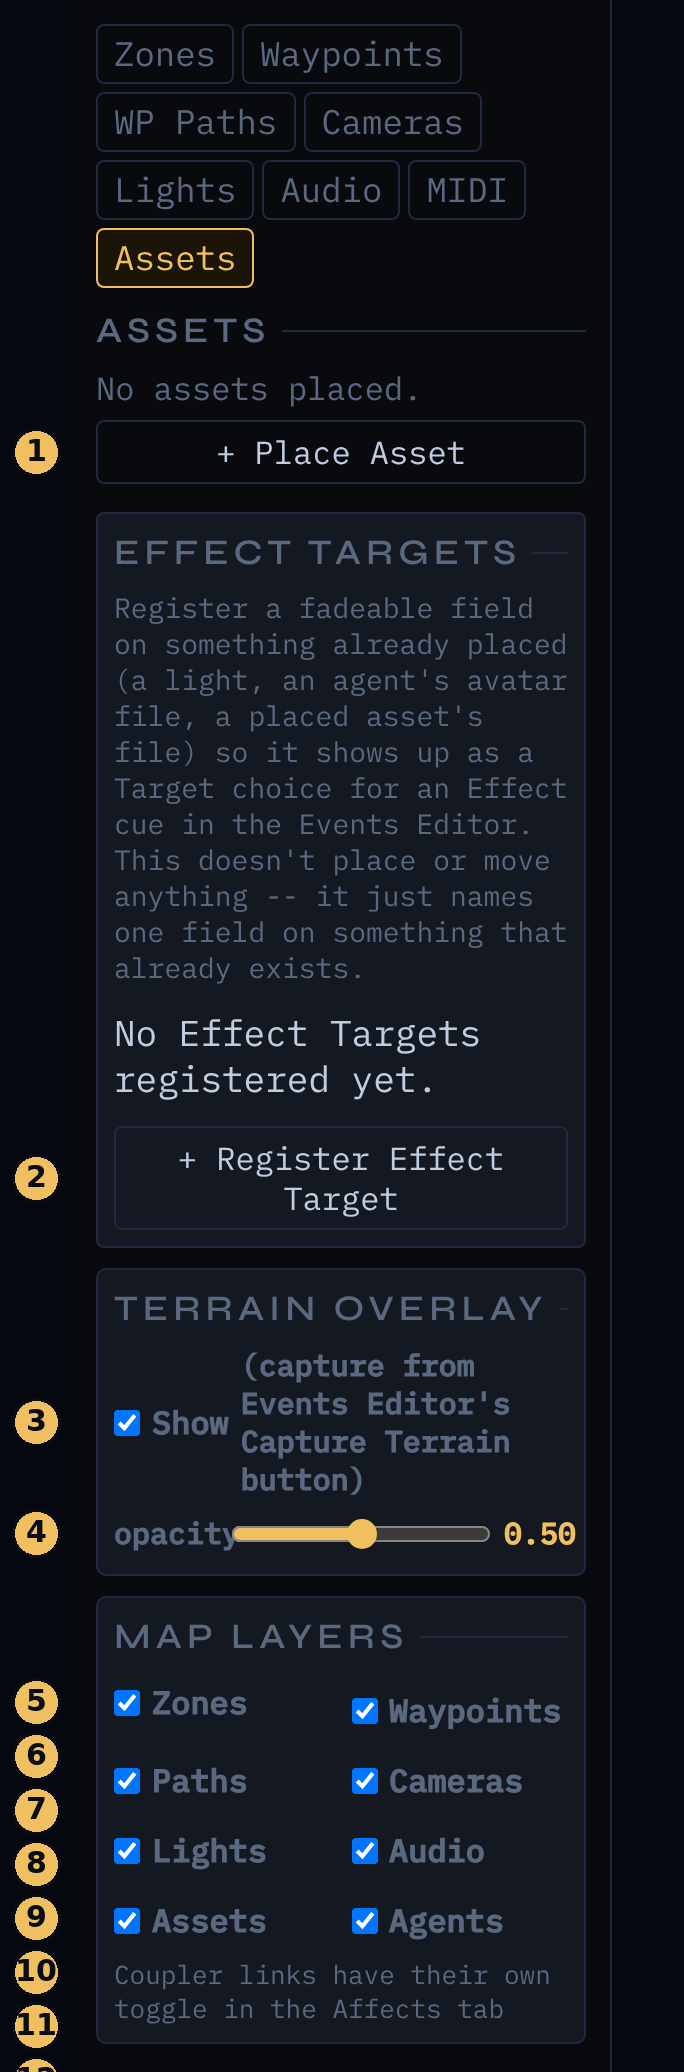 Zones Waypoints
WP Paths Cameras
Lights Audio MIDI
Assets
ASSETS
No assets placed.
1 + Place Asset
EFFECT TARGETS
Register a fadeable field
on something already placed
(a light, an agent's avatar
file, a placed asset's
file) so it shows up as a
Target choice for an Effect
cue in the Events Editor.
This doesn't place or move
anything -- it just names
one field on something that
already exists.
No Effect Targets
registered yet.
2 + Register Effect
Target
TERRAIN OVERLAY
3 Show (capture from
Events Editor's
Capture Terrain
button)
4 opacity 0.50
MAP LAYERS
5 Zones Waypoints
6
Paths Cameras
7
Lights Audio
8
9 Assets Agents
10 Coupler links have their own
toggle in the Affects tab
11